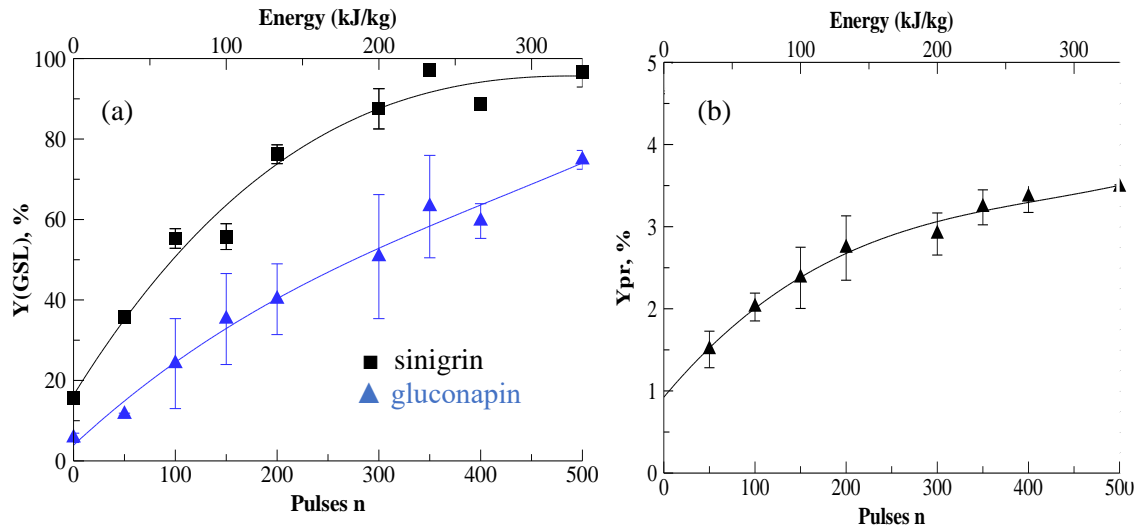 Energy (kJ/kg)
0 100 200 300
100
80
60
40
20
0
Y(GSL), %
(a)
sinigrin
gluconapin
0 100 200 300 400 500
Pulses n
Energy (kJ/kg)
0 100 200 300
5
4
3
2
1
0
Ypr, %
(b)
0 100 200 300 400 500
Pulses n